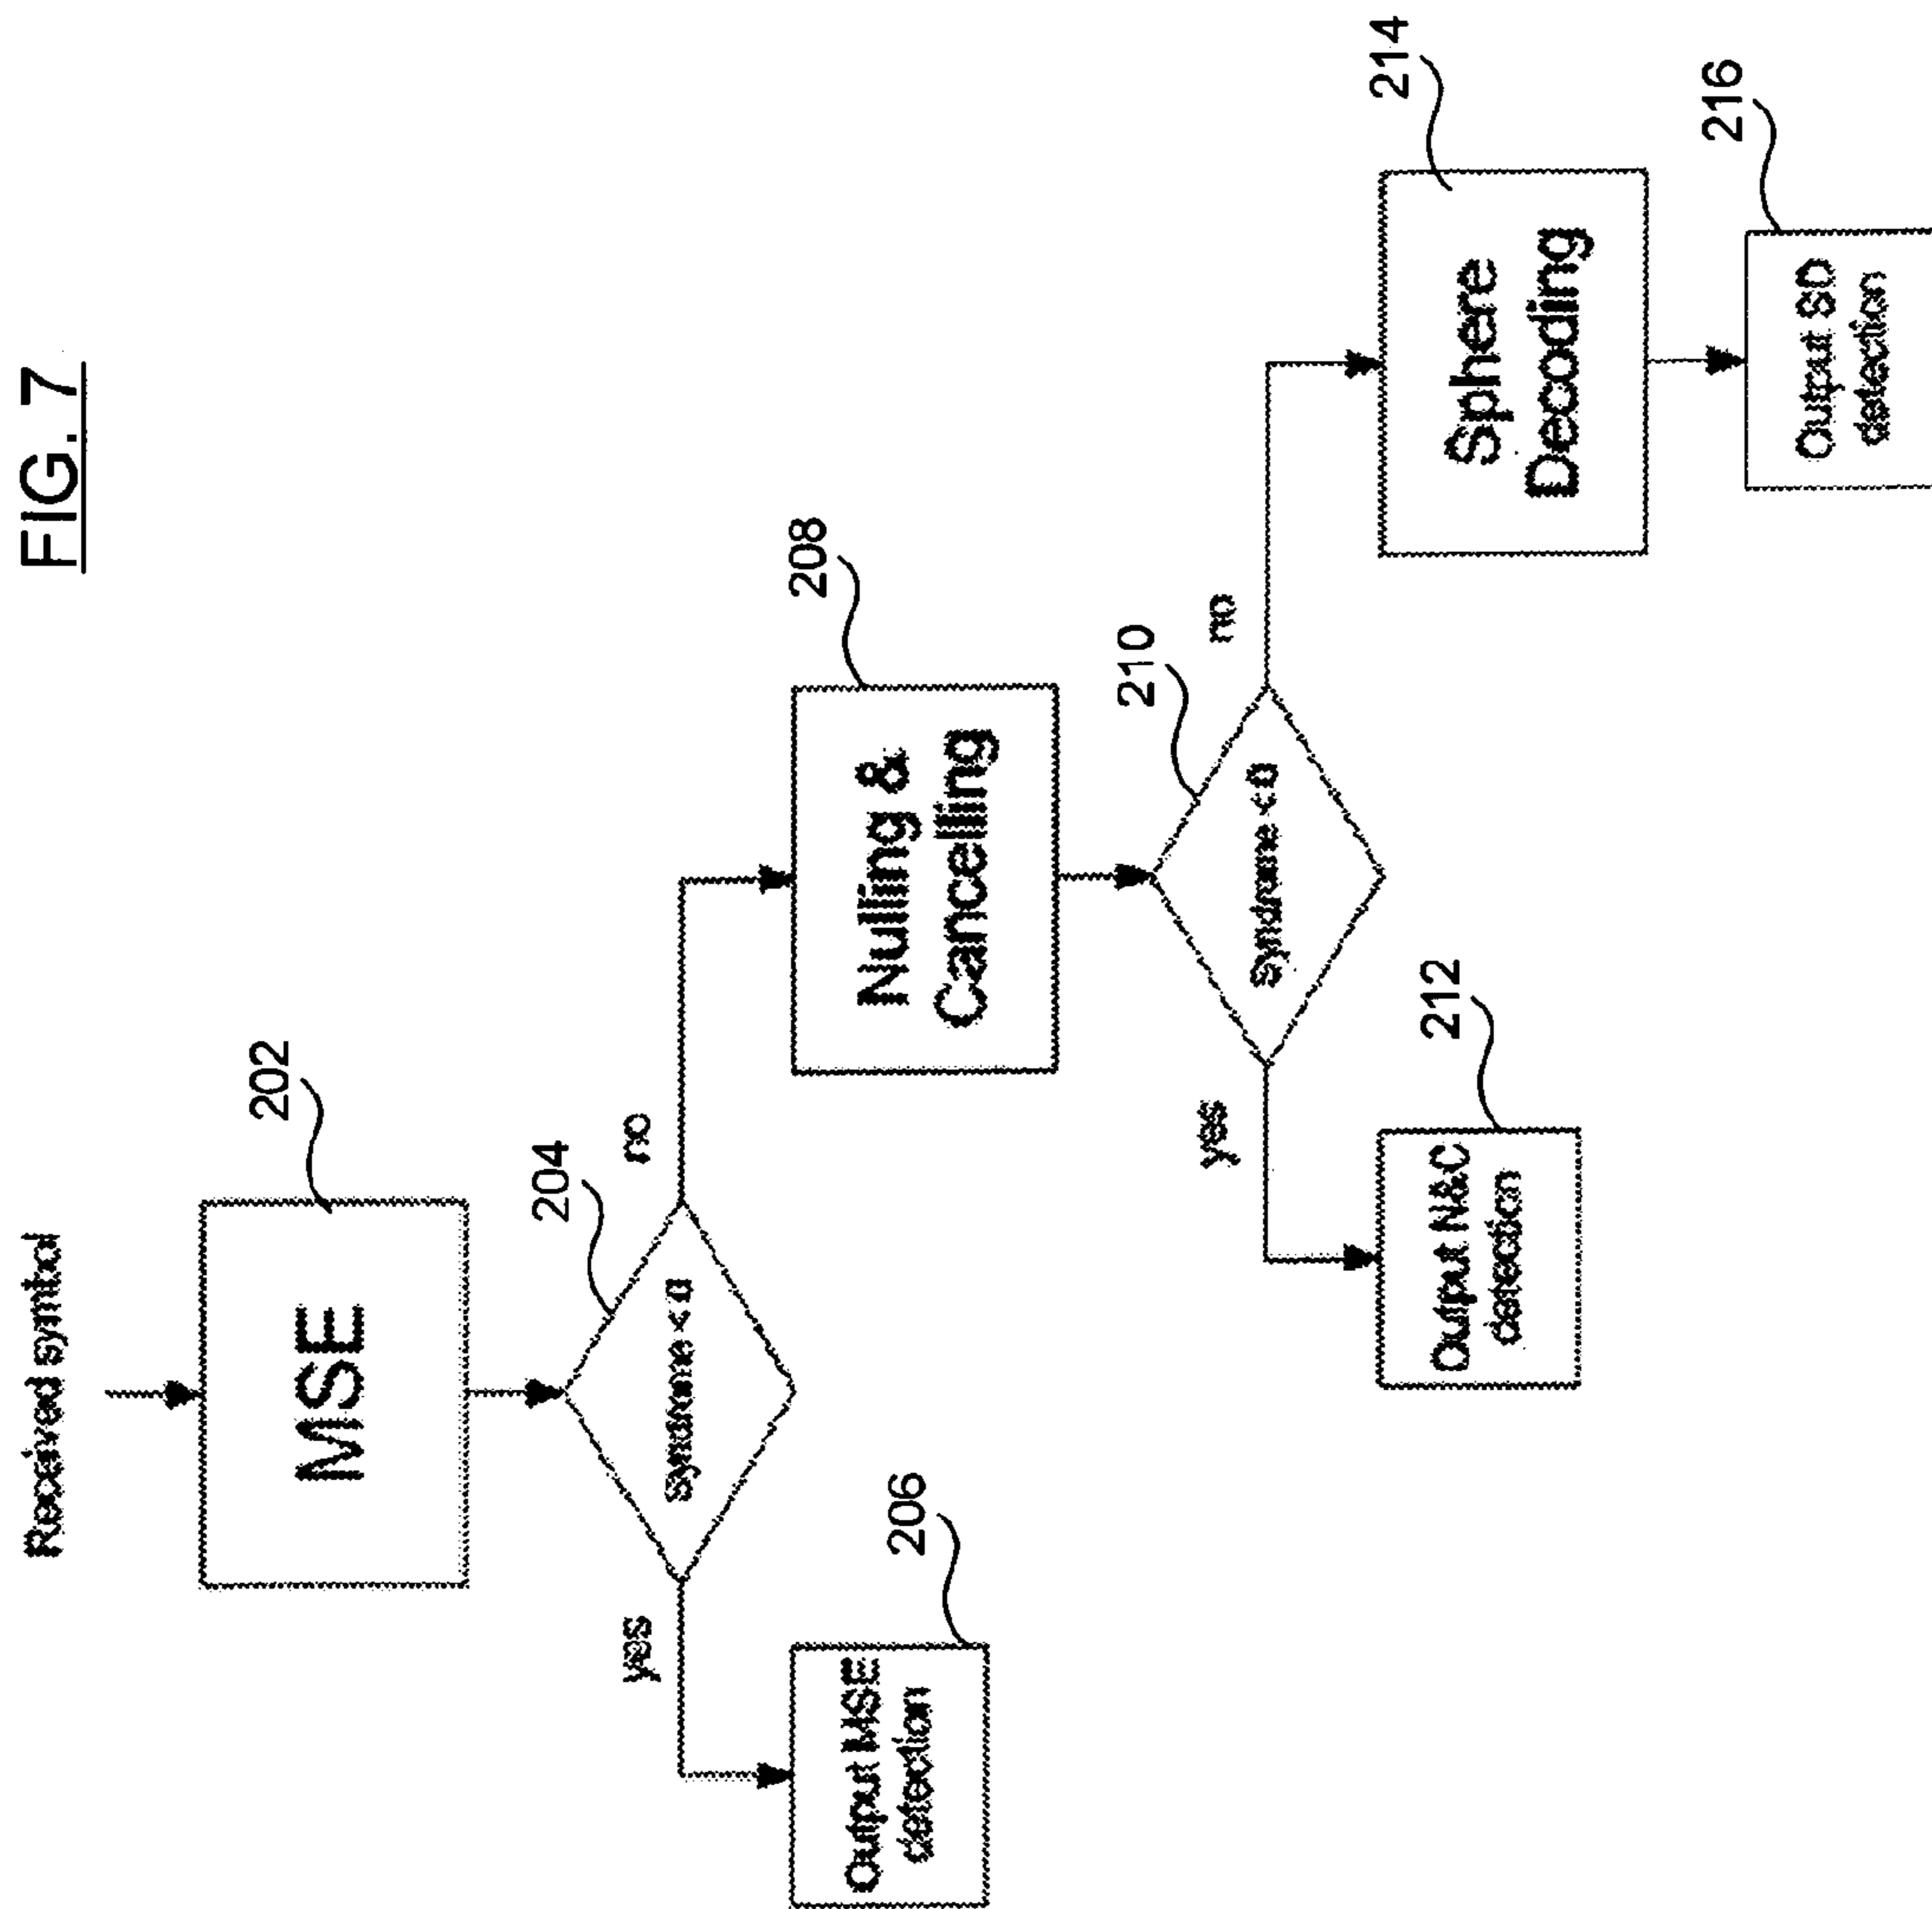 FIG. 7
Received symbol
MSE
202
204
Syndrome < 0
yes
no
206
Output MSE
detection
208
Nulling &
Cancelling
210
Syndrome < 0
yes
no
212
Output N&C
detection
214
Sphere
Decoding
216
Output SD
detection